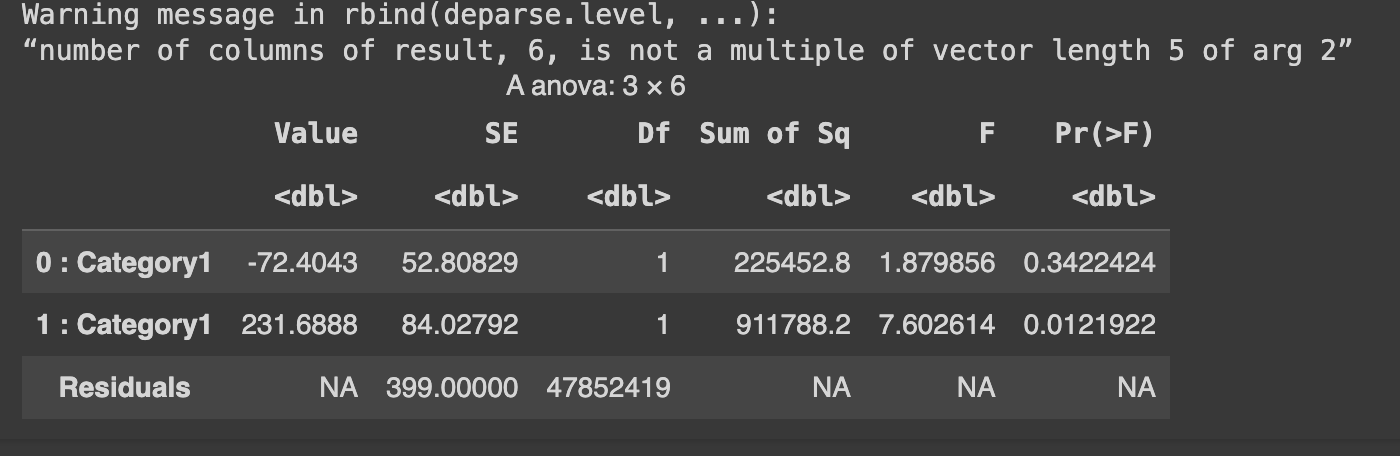 Warning message in rbind(deparse.level, ...):
“number of columns of result, 6, is not a multiple of vector length 5 of arg 2”
A anova: 3 × 6
Value SE Df Sum of Sq F Pr(>F)
<dbl> <dbl> <dbl> <dbl> <dbl> <dbl>
0 : Category1 -72.4043 52.80829 1 225452.8 1.879856 0.3422424
1 : Category1 231.6888 84.02792 1 911788.2 7.602614 0.0121922
Residuals NA 399.00000 47852419 NA NA NA